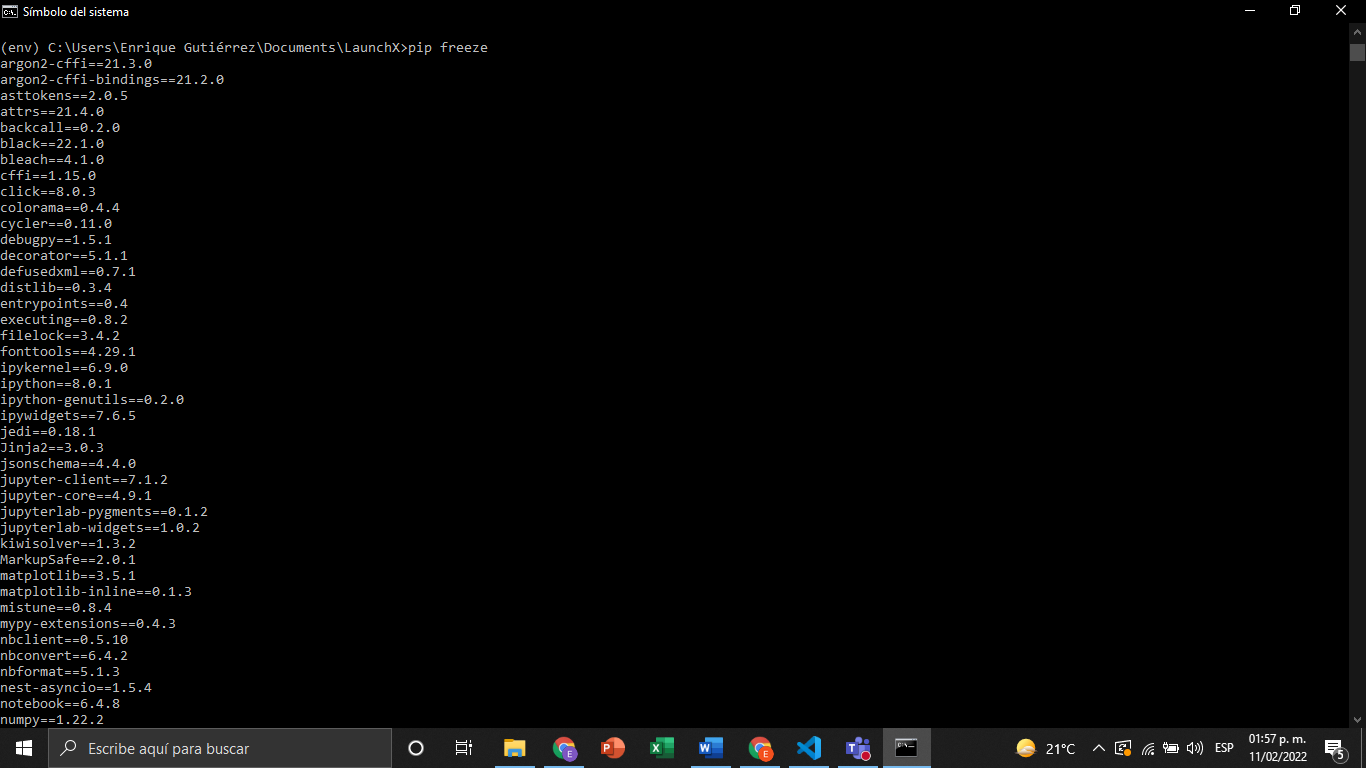 Símbolo del sistema
(env) C:\Users\Enrique Gutiérrez\Documents\LaunchX>pip freeze
argon2-cffi==21.3.0
argon2-cffi-bindings==21.2.0
asttokens==2.0.5
attrs==21.4.0
backcall==0.2.0
black==22.1.0
bleach==4.1.0
cffi==1.15.0
click==8.0.3
colorama==0.4.4
cycler==0.11.0
debugpy==1.5.1
decorator==5.1.1
defusedxml==0.7.1
distlib==0.3.4
entrypoints==0.4
executing==0.8.2
filelock==3.4.2
fonttools==4.29.1
ipykernel==6.9.0
ipython==8.0.1
ipython-genutils==0.2.0
ipywidgets==7.6.5
jedi==0.18.1
Jinja2==3.0.3
jsonschema==4.4.0
jupyter-client==7.1.2
jupyter-core==4.9.1
jupyterlab-pygments==0.1.2
jupyterlab-widgets==1.0.2
kiwisolver==1.3.2
MarkupSafe==2.0.1
matplotlib==3.5.1
matplotlib-inline==0.1.3
mistune==0.8.4
mypy-extensions==0.4.3
nbclient==0.5.10
nbconvert==6.4.2
nbformat==5.1.3
nest-asyncio==1.5.4
notebook==6.4.8
numpy==1.22.2
Escribe aquí para buscar
21°C
ESP
01:57 p. m.
11/02/2022
5